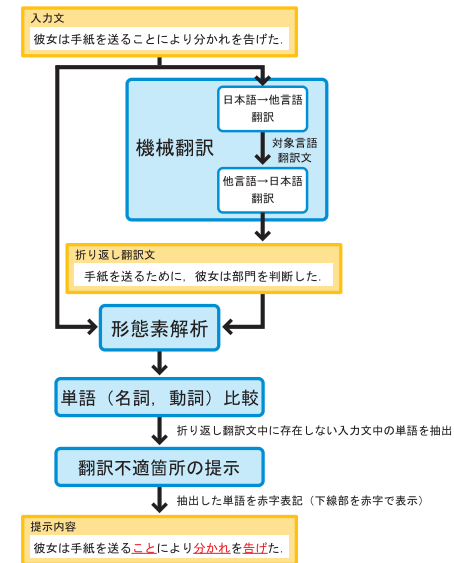 入力文
彼女は手紙を送ることにより分かれを告げた．
日本語→他言語
翻訳
機械翻訳
対象言語
翻訳文
他言語→日本語
翻訳
折り返し翻訳文
手紙を送るために，彼女は部門を判断した．
形態素解析
単語（名詞，動詞）比較
折り返し翻訳文中に存在しない入力文中の単語を抽出
翻訳不適箇所の提示
抽出した単語を赤字表記（下線部を赤字で表示）
提示内容
彼女は手紙を送ることにより分かれを告げた．